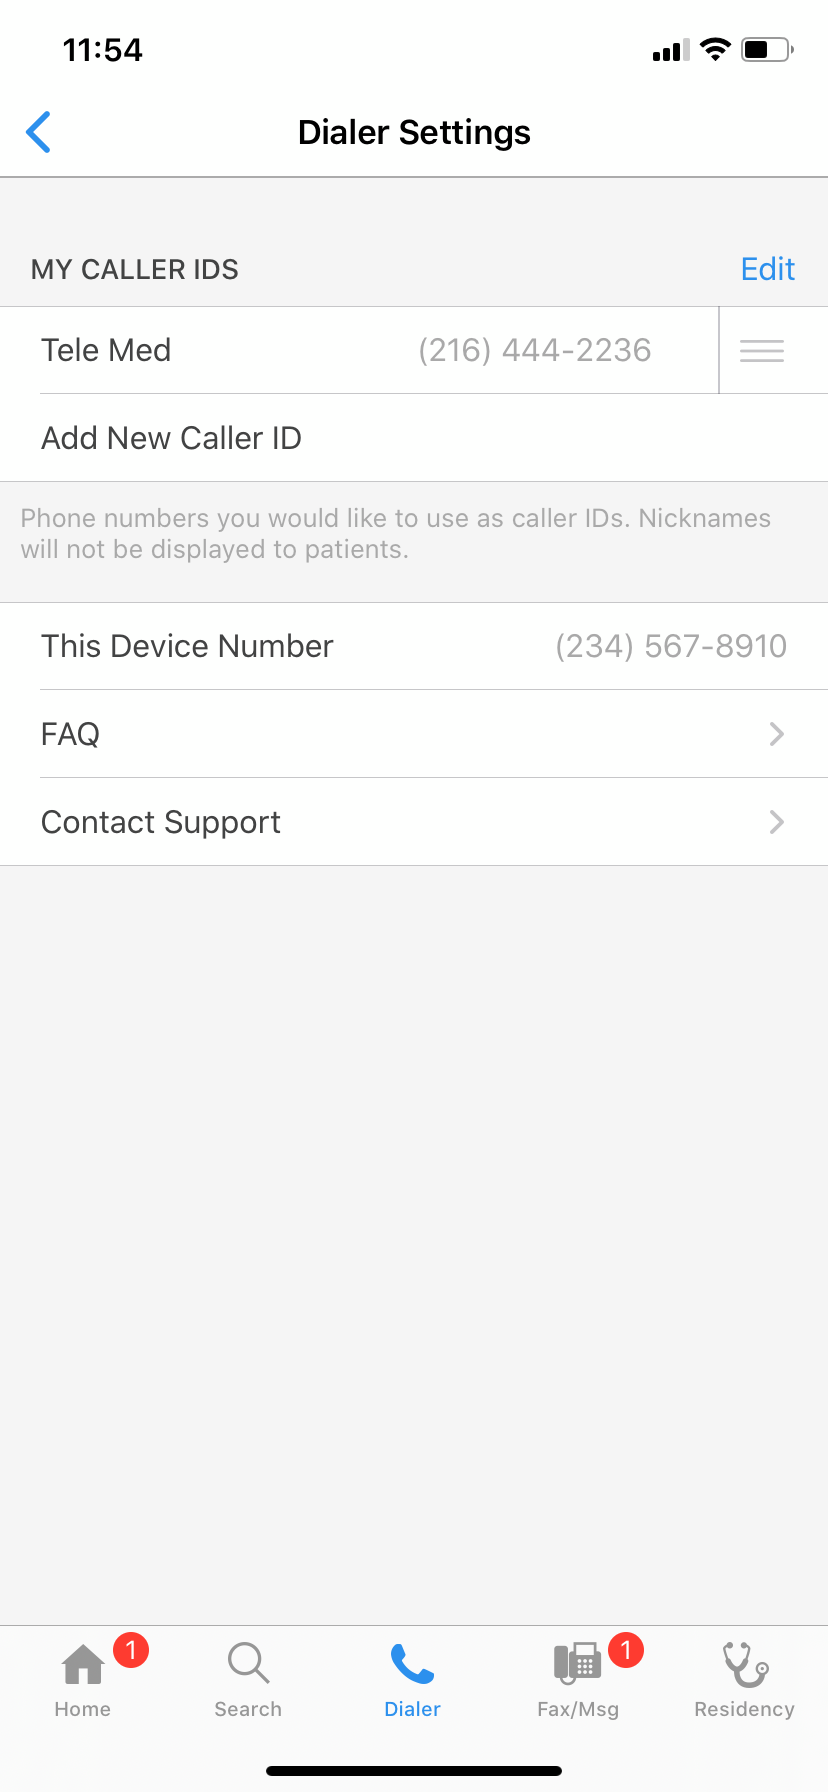 11:54
Dialer Settings
MY CALLER IDS Edit
Tele Med (216) 444-2236
Add New Caller ID
Phone numbers you would like to use as caller IDs. Nicknames
will not be displayed to patients.
This Device Number (234) 567-8910
FAQ
Contact Support
1 1
Home Search Dialer Fax/Msg Residency